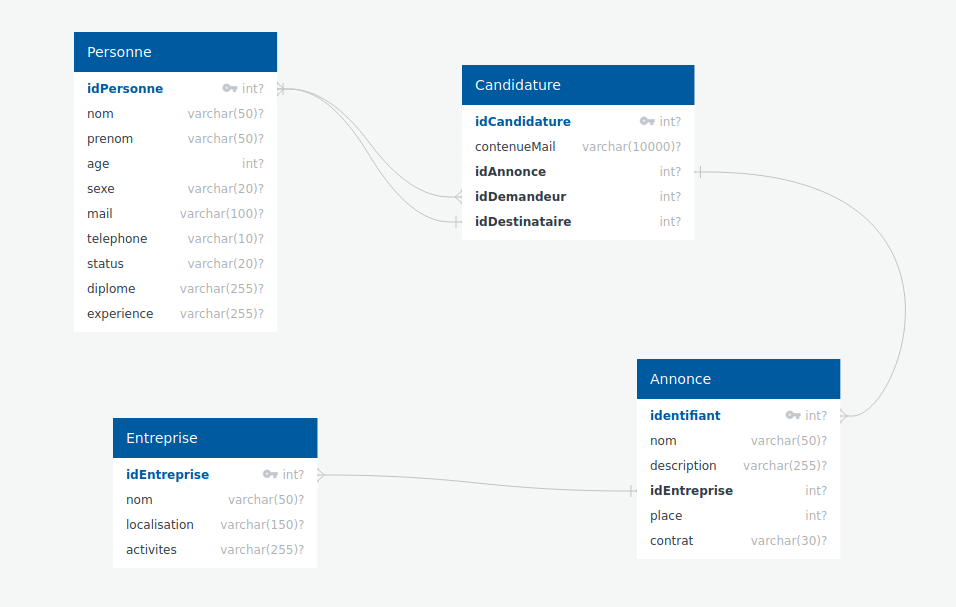 Personne
idPersonne int?
nom varchar(50)?
prenom varchar(50)?
age int?
sexe varchar(20)?
mail varchar(100)?
telephone varchar(10)?
status varchar(20)?
diplome varchar(255)?
experience varchar(255)?
Candidature
idCandidature int?
contenueMail varchar(10000)?
idAnnonce int?
idDemandeur int?
idDestinataire int?
Entreprise
idEntreprise int?
nom varchar(50)?
localisation varchar(150)?
activites varchar(255)?
Annonce
identifiant int?
nom varchar(50)?
description varchar(255)?
idEntreprise int?
place int?
contrat varchar(30)?